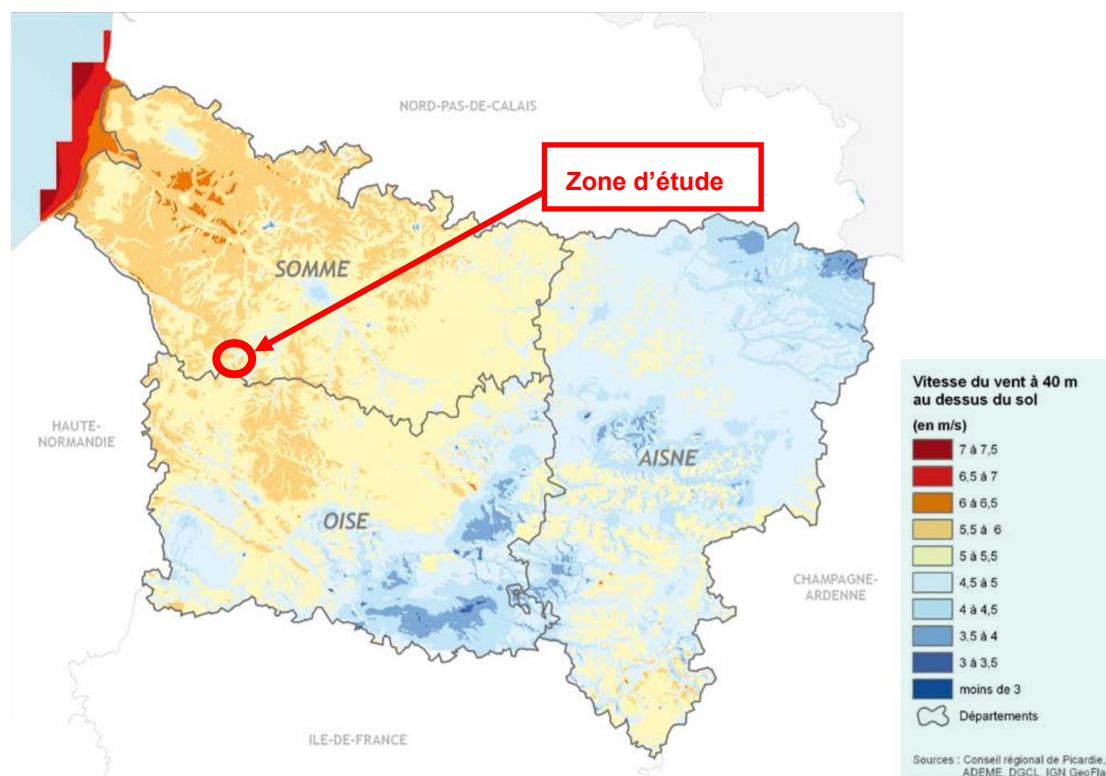 NORD-PAS-DE-CALAIS
Zone d'étude
SOMME
HAUTE-
NORMANDIE
AISNE
OISE
CHAMPAGNE-
ARDENNE
ILE-DE-FRANCE
Vitesse du vent à 40 m
au dessus du sol
(en m/s)
7 à 7,5
6,5 à 7
6 à 6,5
5,5 à 6
5 à 5,5
4,5 à 5
4 à 4,5
3,5 à 4
3 à 3,5
moins de 3
Départements
Sources : Conseil régional de Picardie,
ADEME, DGCL, IGN GeoFla